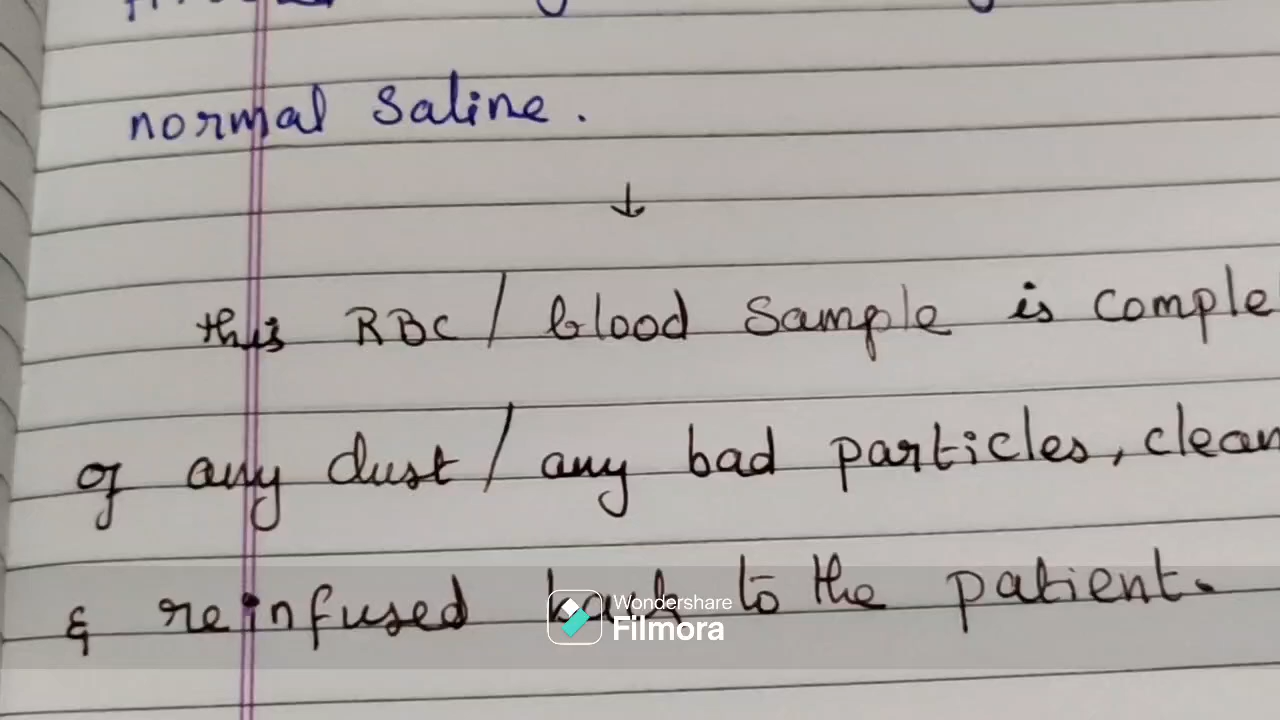 normal saline.
↓
this RBC / blood sample is comple
of any dust / any bad particles, clean
& reinfused back to the patient.
Wondershare
Filmora